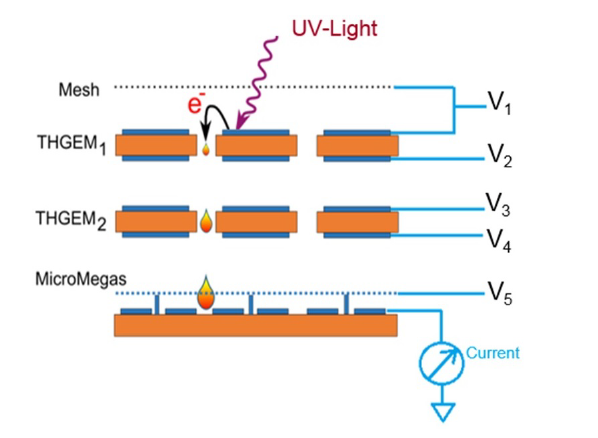 UV-Light
Mesh
e⁻
V₁
THGEM₁
V₂
THGEM₂
V₃
V₄
MicroMegas
V₅
Current